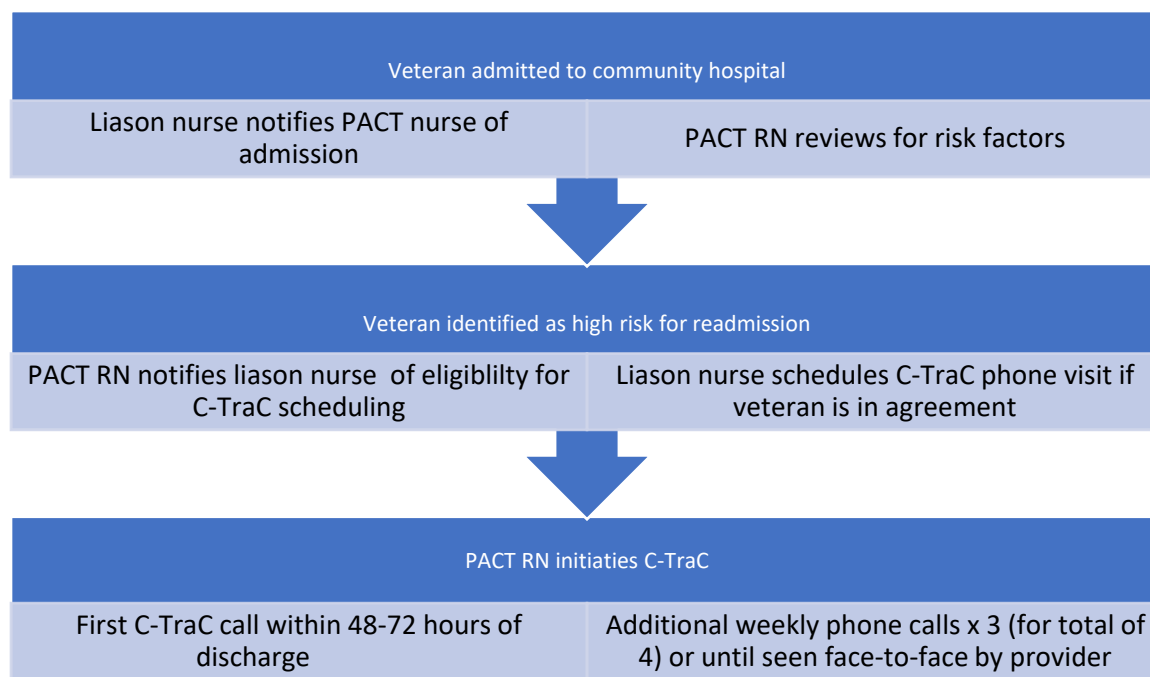 Veteran admitted to community hospital
Liason nurse notifies PACT nurse of
admission
PACT RN reviews for risk factors
Veteran identified as high risk for readmission
PACT RN notifies liason nurse of eligiblilty for
C-TraC scheduling
Liason nurse schedules C-TraC phone visit if
veteran is in agreement
PACT RN initiaties C-TraC
First C-TraC call within 48-72 hours of
discharge
Additional weekly phone calls x 3 (for total of
4) or until seen face-to-face by provider